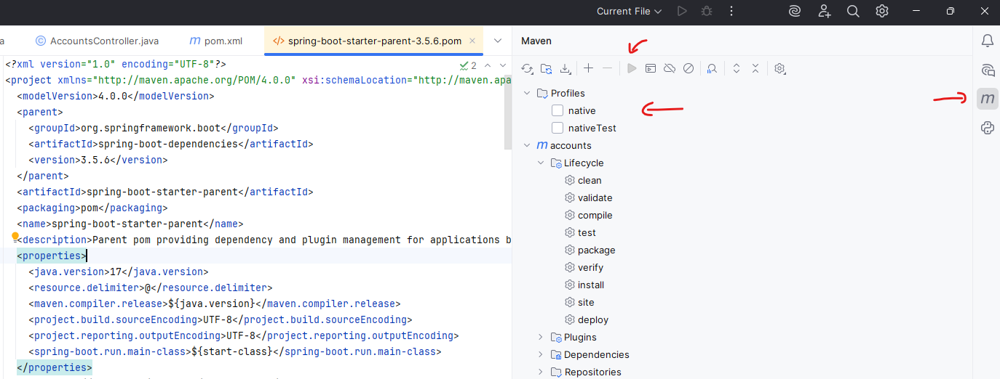 Current File
a
AccountsController.java
m pom.xml
</> spring-boot-starter-parent-3.5.6.pom
Maven
<?xml version="1.0" encoding="UTF-8"?>
2
<project xmlns="http://maven.apache.org/POM/4.0.0" xsi:schemaLocation="http://maven.apa
<modelVersion>4.0.0</modelVersion>
<parent>
<groupId>org.springframework.boot</groupId>
<artifactId>spring-boot-dependencies</artifactId>
<version>3.5.6</version>
</parent>
<artifactId>spring-boot-starter-parent</artifactId>
<packaging>pom</packaging>
<name>spring-boot-starter-parent</name>
<description>Parent pom providing dependency and plugin management for applications b
<properties>
<java.version>17</java.version>
<resource.delimiter>@</resource.delimiter>
<maven.compiler.release>${java.version}</maven.compiler.release>
<project.build.sourceEncoding>UTF-8</project.build.sourceEncoding>
<project.reporting.outputEncoding>UTF-8</project.reporting.outputEncoding>
<spring-boot.run.main-class>${start-class}</spring-boot.run.main-class>
</properties>
Profiles
native
nativeTest
m accounts
Lifecycle
clean
validate
compile
test
package
verify
install
site
deploy
Plugins
Dependencies
Repositories
m